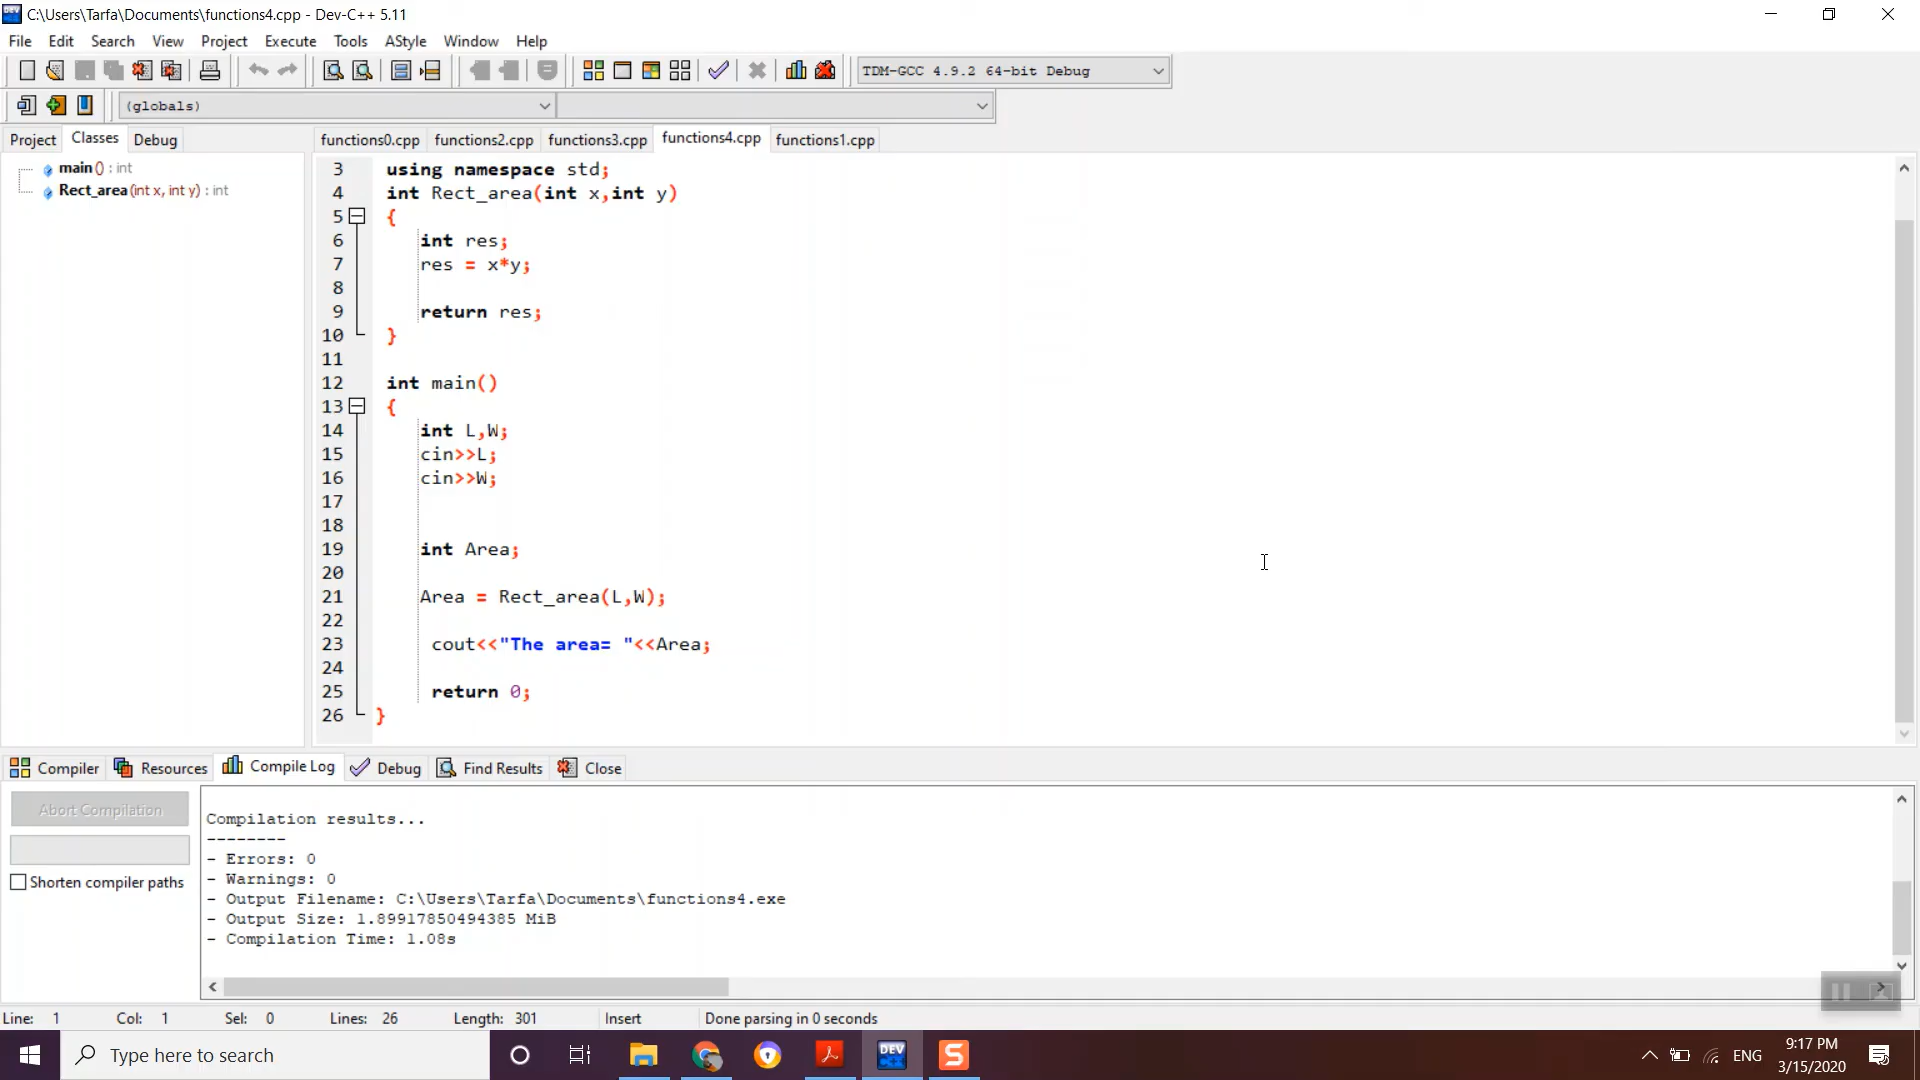 C:\Users\Tarfa\Documents\functions4.cpp - Dev-C++ 5.11
File Edit Search View Project Execute Tools AStyle Window Help
TDM-GCC 4.9.2 64-bit Debug
(globals)
Project Classes Debug
functions0.cpp functions2.cpp functions3.cpp functions4.cpp functions1.cpp
main () : int
Rect_area (int x, int y) : int
3 using namespace std;
4 int Rect_area(int x,int y)
5 {
6 int res;
7 res = x*y;
8
9 return res;
10 }
11
12 int main()
13 {
14 int L,W;
15 cin>>L;
16 cin>>W;
17
18
19 int Area;
20
21 Area = Rect_area(L,W);
22
23 cout<<"The area= "<<Area;
24
25 return 0;
26 }
Compiler Resources Compile Log Debug Find Results Close
Abort Compilation
Shorten compiler paths
Compilation results...
--------
- Errors: 0
- Warnings: 0
- Output Filename: C:\Users\Tarfa\Documents\functions4.exe
- Output Size: 1.89917850494385 MiB
- Compilation Time: 1.08s
Line: 1 Col: 1 Sel: 0 Lines: 26 Length: 301 Insert Done parsing in 0 seconds
Type here to search
DEV
S
ENG
9:17 PM
3/15/2020